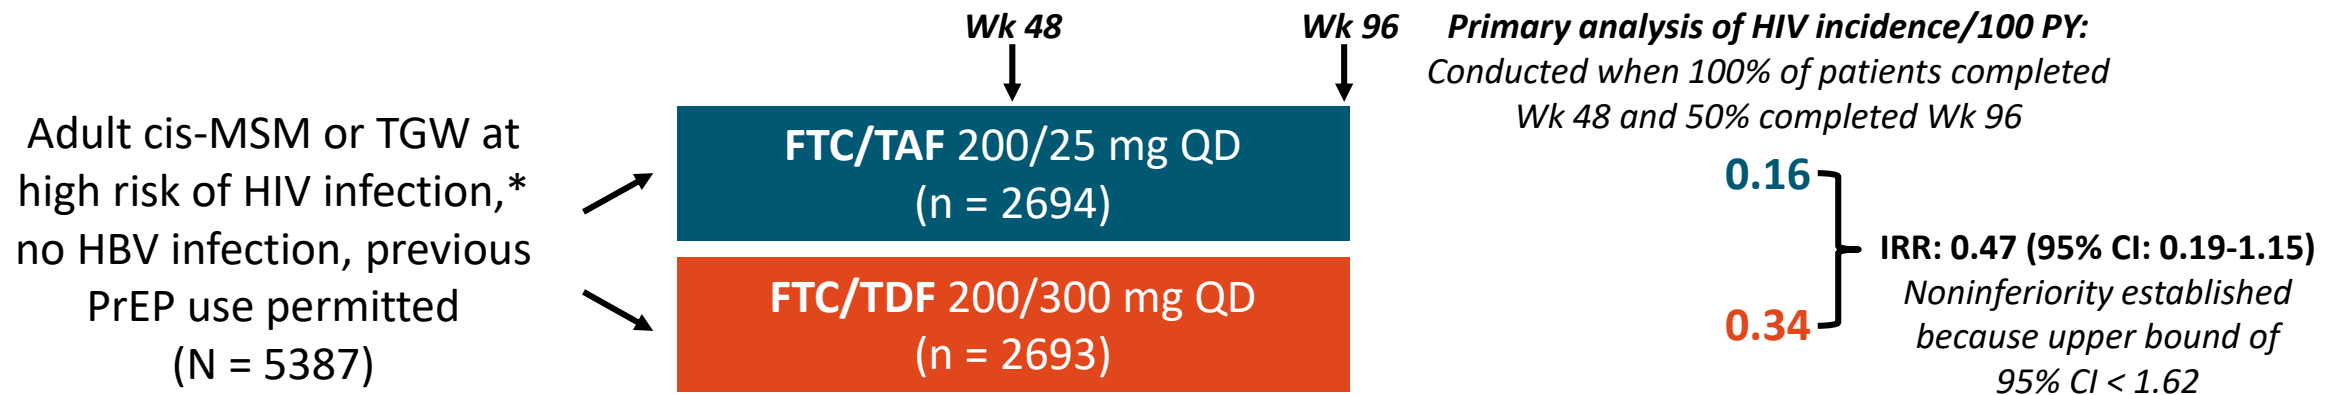 Adult cis-MSM or TGW at
high risk of HIV infection,*
no HBV infection, previous
PrEP use permitted
(N = 5387)
Wk 48
Wk 96
FTC/TAF 200/25 mg QD
(n = 2694)
FTC/TDF 200/300 mg QD
(n = 2693)
Primary analysis of HIV incidence/100 PY:
Conducted when 100% of patients completed
Wk 48 and 50% completed Wk 96
0.16
0.34
IRR: 0.47 (95% CI: 0.19-1.15)
Noninferiority established
because upper bound of
95% CI < 1.62